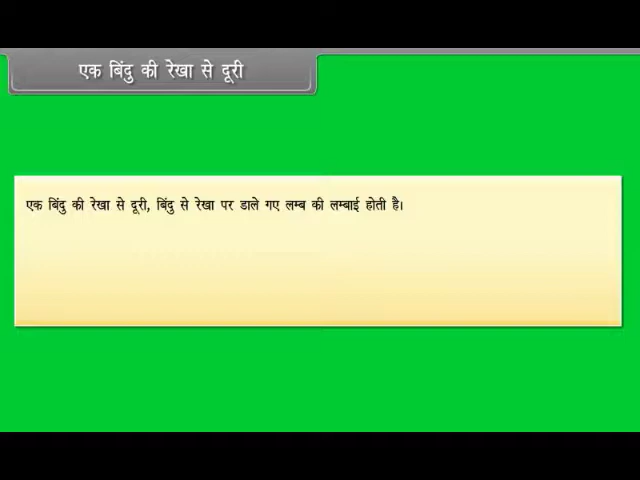 एक बिंदु की रेखा से दूरी
एक बिंदु की रेखा से दूरी, बिंदु से रेखा पर डाले गए लम्ब की लम्बाई होती है।